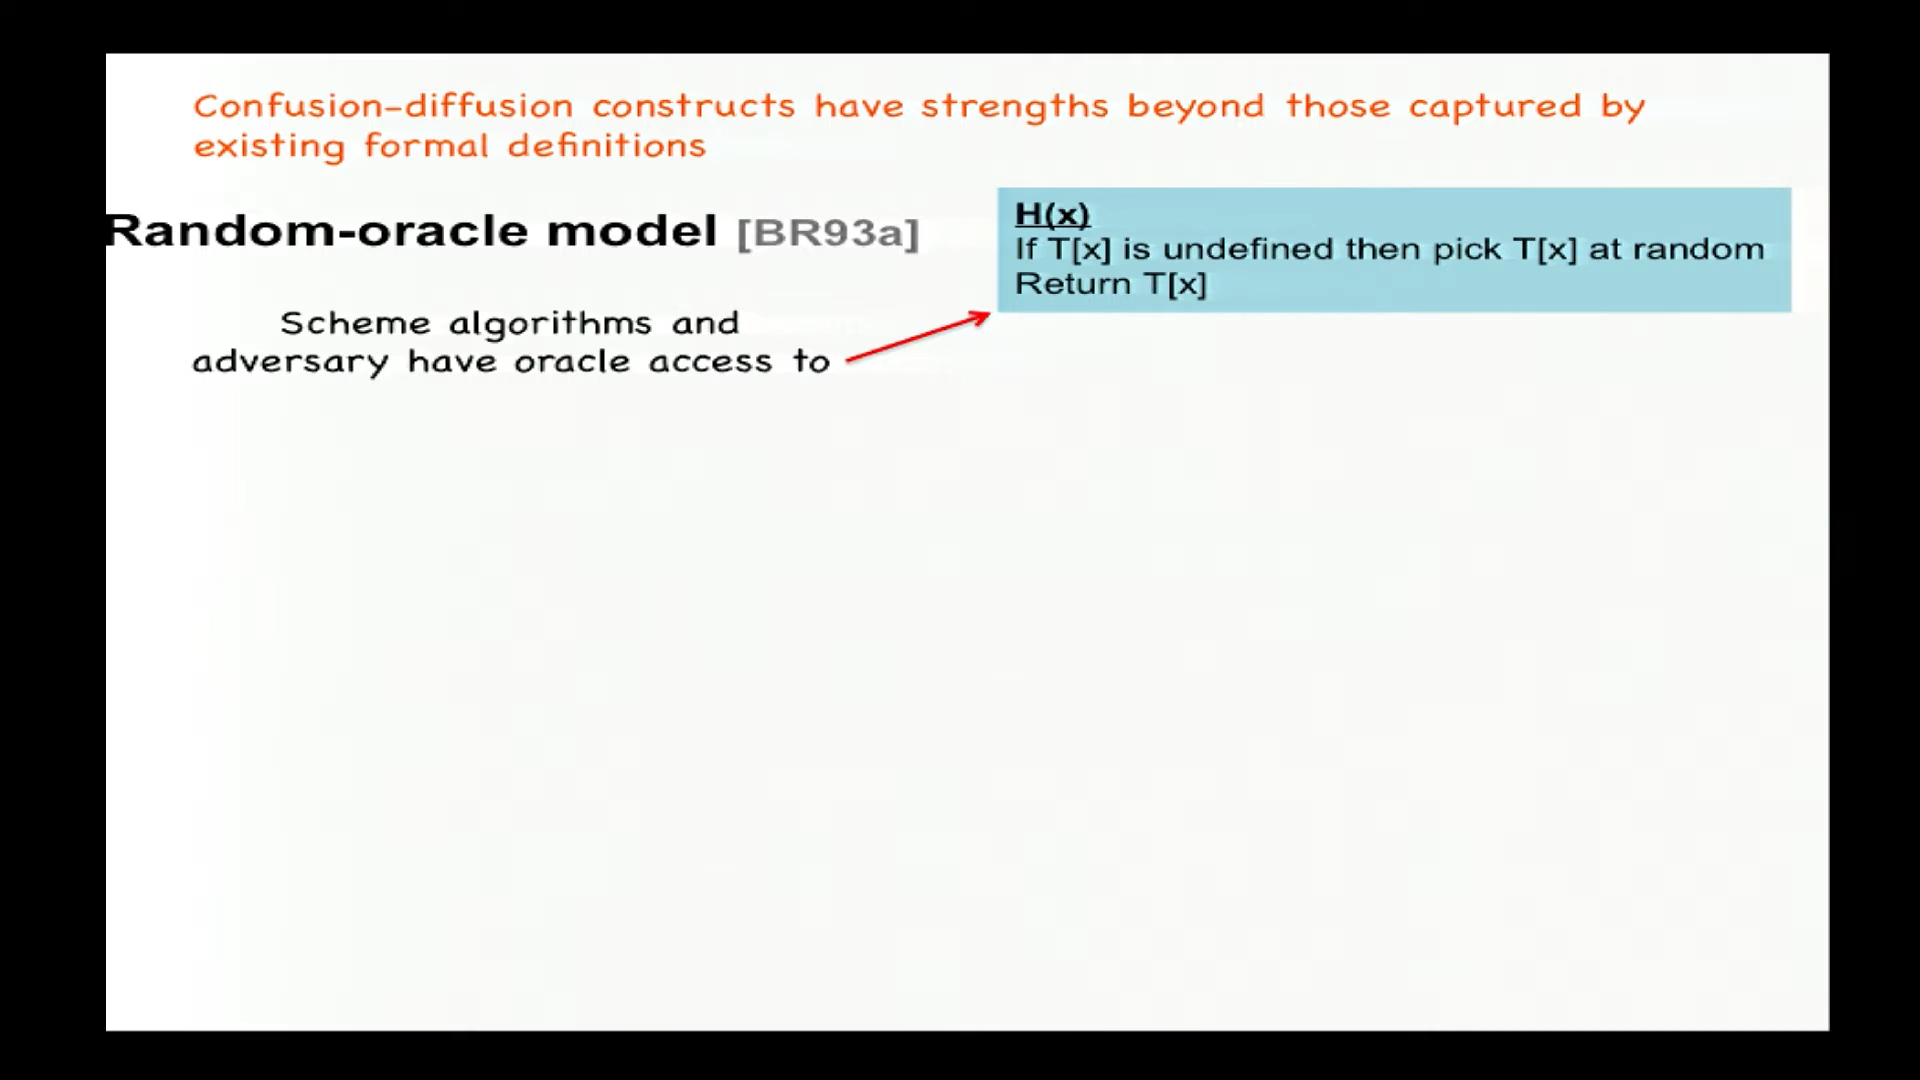 Confusion-diffusion constructs have strengths beyond those captured by
existing formal definitions
Random-oracle model [BR93a]
H(x)
If T[x] is undefined then pick T[x] at random
Return T[x]
Scheme algorithms and
adversary have oracle access to